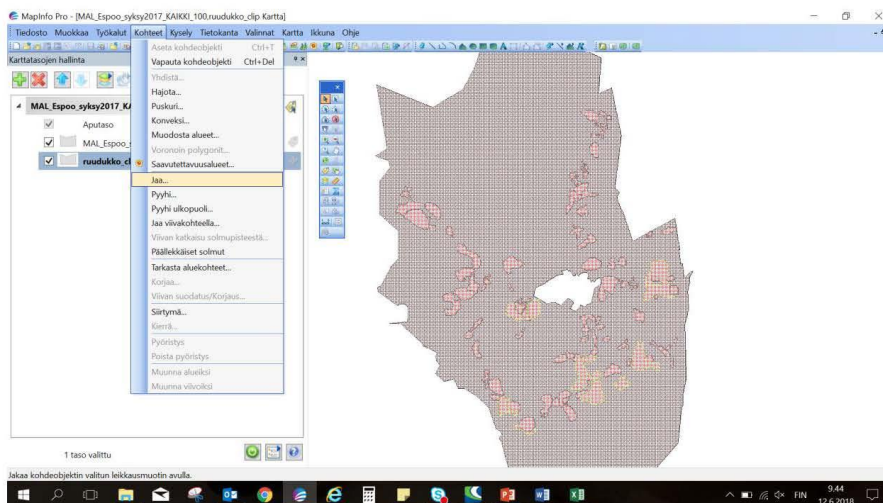 MapInfo Pro - [MAL_Espoo_syksy2017_KAIKKI_100,ruudukko_clip Kartta]
Tiedosto Muokkaa Työkalut Kohteet Kysely Tietokanta Valinnat Kartta Ikkuna Ohje
Karttatasojen hallinta
Aseta kohdeobjekti Ctrl+T
Vapauta kohdeobjekti Ctrl+Del
Yhdistä...
Hajota...
Puskuri...
Konveksi...
Muodosta alueet...
Voronoin polygonit...
Saavutettavuusalueet...
Jaa...
Pyyhi...
Pyyhi ulkopuoli...
Jaa viivakohteella...
Viivan katkaisu solmupisteestä...
Päällekkäiset solmut
Tarkasta aluekohteet...
Korjaa...
Viivan suodatus/Korjaus...
Siirtymä...
Kierrä...
Pyöristys
Poista pyöristys
Muunna alueiksi
Muunna viivoiksi
MAL_Espoo_syksy2017_KA
Aputaso
MAL_Espoo_s
ruudukko_cl
1 taso valittu
Jakaa kohdeobjektin valitun leikkausmuotin avulla.
FIN
9.44
12.6.2018